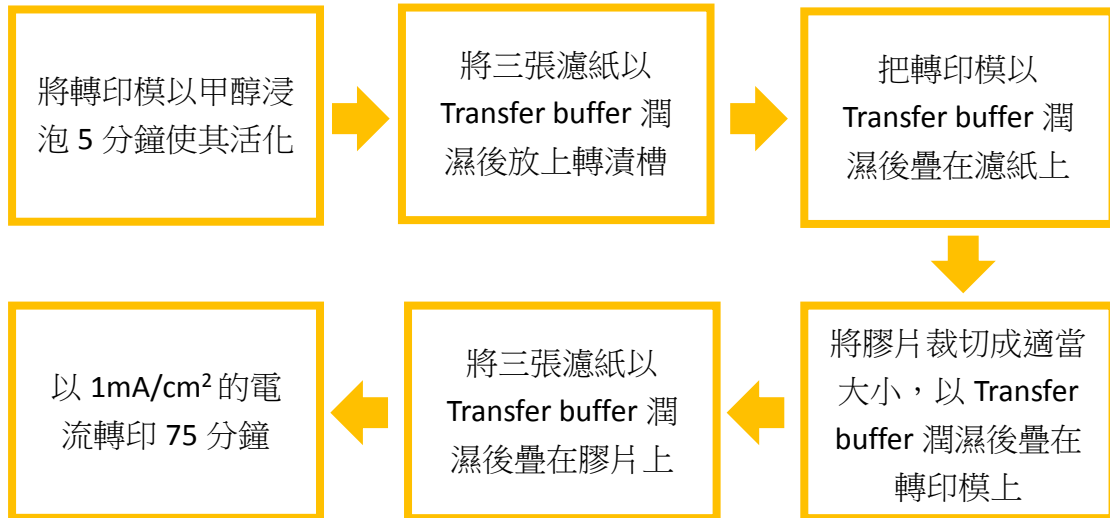 將轉印模以甲醇浸
泡 5 分鐘使其活化
將三張濾紙以
Transfer buffer 潤
濕後放上轉漬槽
把轉印模以
Transfer buffer 潤
濕後疊在濾紙上
將膠片裁切成適當
大小，以 Transfer
buffer 潤濕後疊在
轉印模上
將三張濾紙以
Transfer buffer 潤
濕後疊在膠片上
以 1mA/cm² 的電
流轉印 75 分鐘